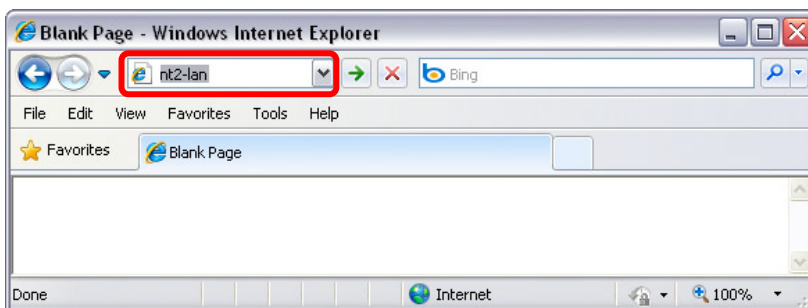 Blank Page - Windows Internet Explorer
nt2-lan Bing
File Edit View Favorites Tools Help
Favorites Blank Page
Done Internet 100%